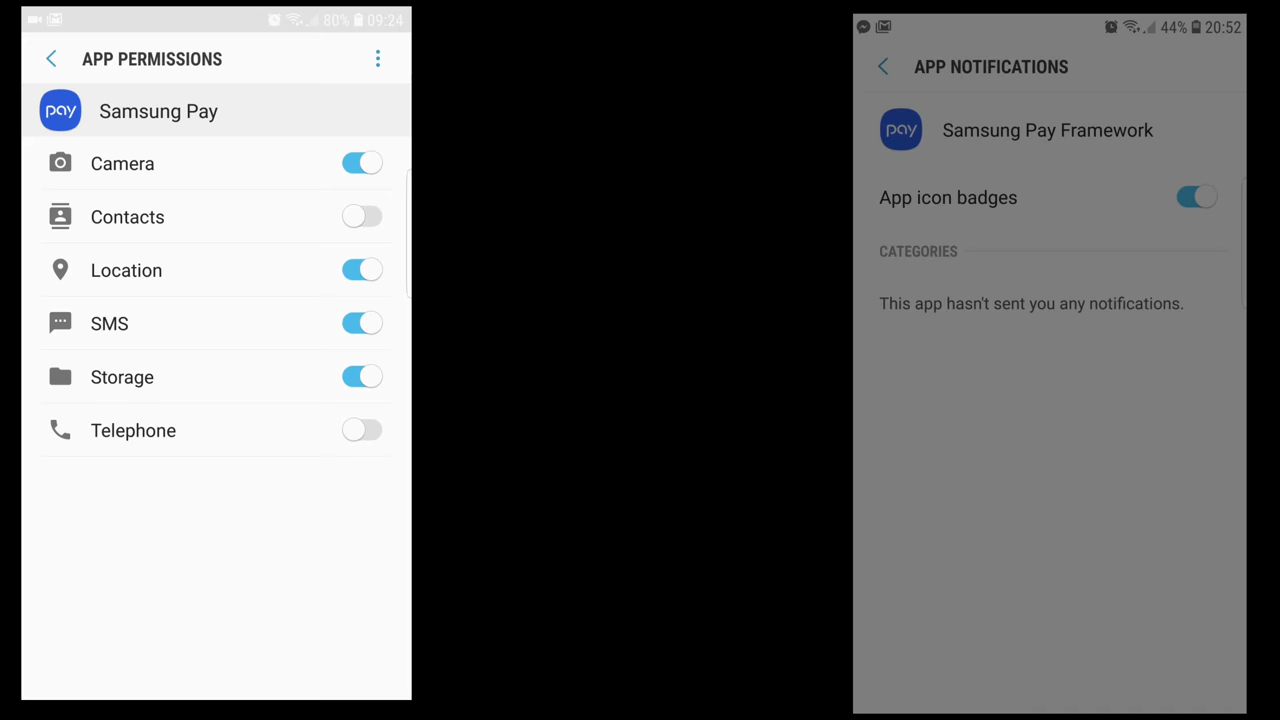 80% 09:24
APP PERMISSIONS
pay Samsung Pay
Camera
Contacts
Location
SMS
Storage
Telephone
44% 20:52
APP NOTIFICATIONS
pay Samsung Pay Framework
App icon badges
CATEGORIES
This app hasn't sent you any notifications.